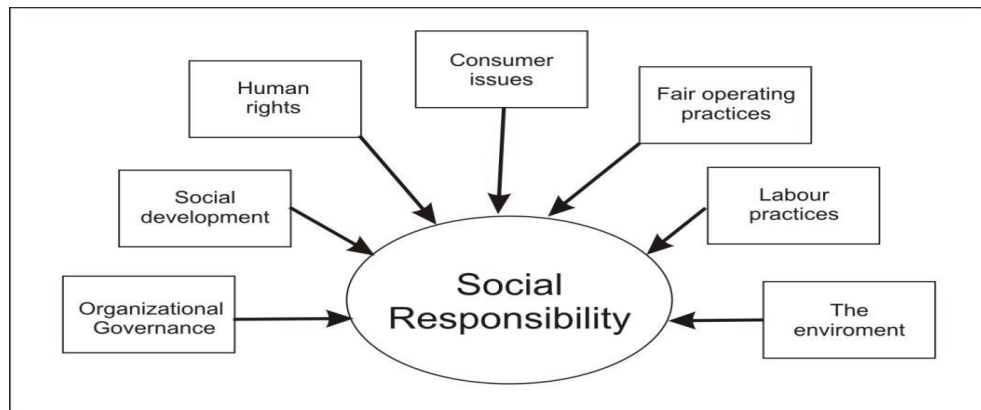 Consumer
issues
Human
rights
Fair operating
practices
Social
development
Labour
practices
Organizational
Governance
Social
Responsibility
The
enviroment